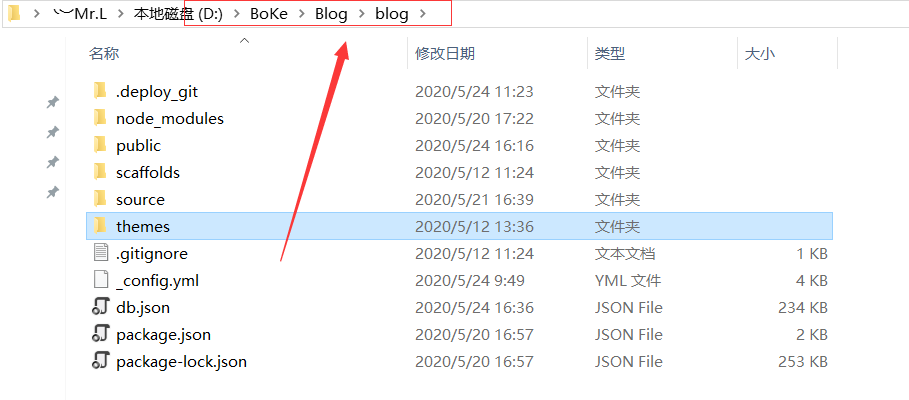 ︶ㄣMr.L > 本地磁盘 (D:) > BoKe > Blog > blog >
名称 修改日期 类型 大小
.deploy_git 2020/5/24 11:23 文件夹
node_modules 2020/5/20 17:22 文件夹
public 2020/5/24 16:16 文件夹
scaffolds 2020/5/12 11:24 文件夹
source 2020/5/21 16:39 文件夹
themes 2020/5/12 13:36 文件夹
.gitignore 2020/5/12 11:24 文本文档 1 KB
_config.yml 2020/5/24 9:49 YML 文件 4 KB
db.json 2020/5/24 16:36 JSON File 234 KB
package.json 2020/5/20 16:57 JSON File 2 KB
package-lock.json 2020/5/20 16:57 JSON File 253 KB